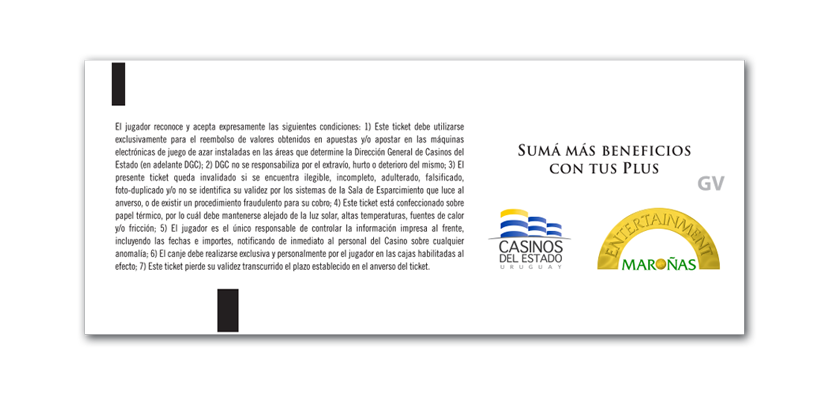 El jugador reconoce y acepta expresamente las siguientes condiciones: 1) Este ticket debe utilizarse
exclusivamente para el reembolso de valores obtenidos en apuestas y/o apostar en las máquinas
electrónicas de juego de azar instaladas en las áreas que determine la Dirección General de Casinos del
Estado (en adelante DGC); 2) DGC no se responsabiliza por el extravío, hurto o deterioro del mismo; 3) El
presente ticket queda invalidado si se encuentra ilegible, incompleto, adulterado, falsificado,
foto-duplicado y/o no se identifica su validez por los sistemas de la Sala de Esparcimiento que luce al
anverso, o de existir un procedimiento fraudulento para su cobro; 4) Este ticket está confeccionado sobre
papel térmico, por lo cuál debe mantenerse alejado de la luz solar, altas temperaturas, fuentes de calor
y/o fricción; 5) El jugador es el único responsable de controlar la información impresa al frente,
incluyendo las fechas e importes, notificando de inmediato al personal del Casino sobre cualquier
anomalía; 6) El canje debe realizarse exclusiva y personalmente por el jugador en las cajas habilitadas al
efecto; 7) Este ticket pierde su validez transcurrido el plazo establecido en el anverso del ticket.
SUMÁ MÁS BENEFICIOS
CON TUS PLUS
GV
CASINOS
DEL ESTADO
URUGUAY
ENTERTAINMENT
MAROÑAS